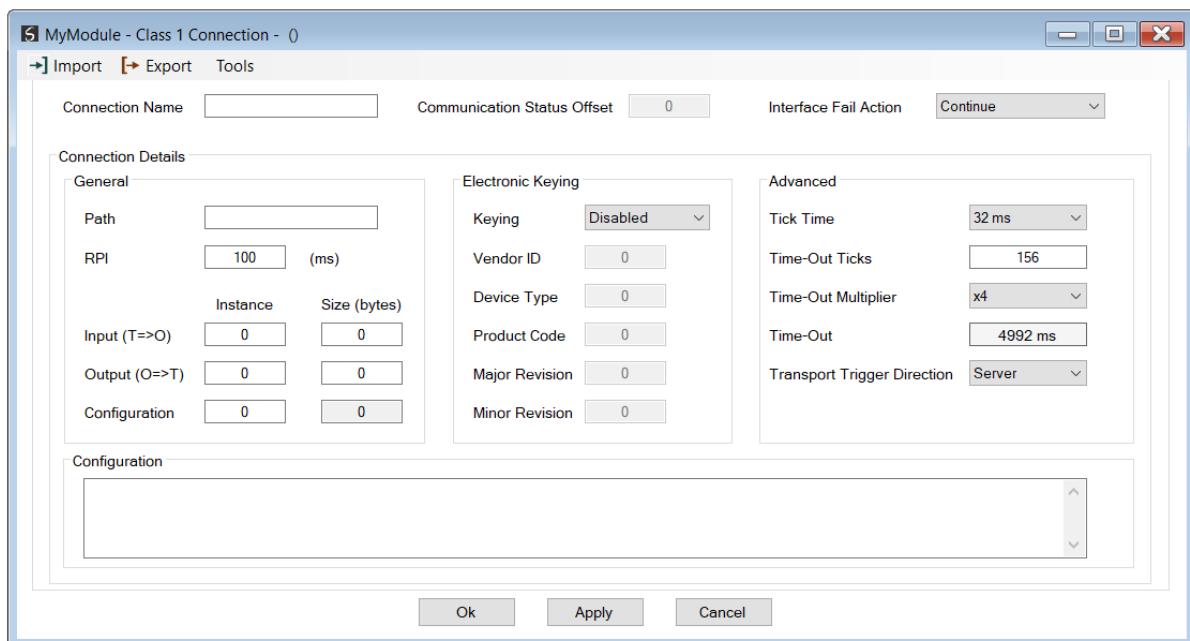 MyModule - Class 1 Connection - ()
Import Export Tools
Connection Name Communication Status Offset 0 Interface Fail Action Continue
Connection Details
General
Path
RPI 100 (ms)
Instance Size (bytes)
Input (T=>O) 0 0
Output (O=>T) 0 0
Configuration 0 0
Electronic Keying
Keying Disabled
Vendor ID 0
Device Type 0
Product Code 0
Major Revision 0
Minor Revision 0
Advanced
Tick Time 32 ms
Time-Out Ticks 156
Time-Out Multiplier x4
Time-Out 4992 ms
Transport Trigger Direction Server
Configuration
Ok Apply Cancel